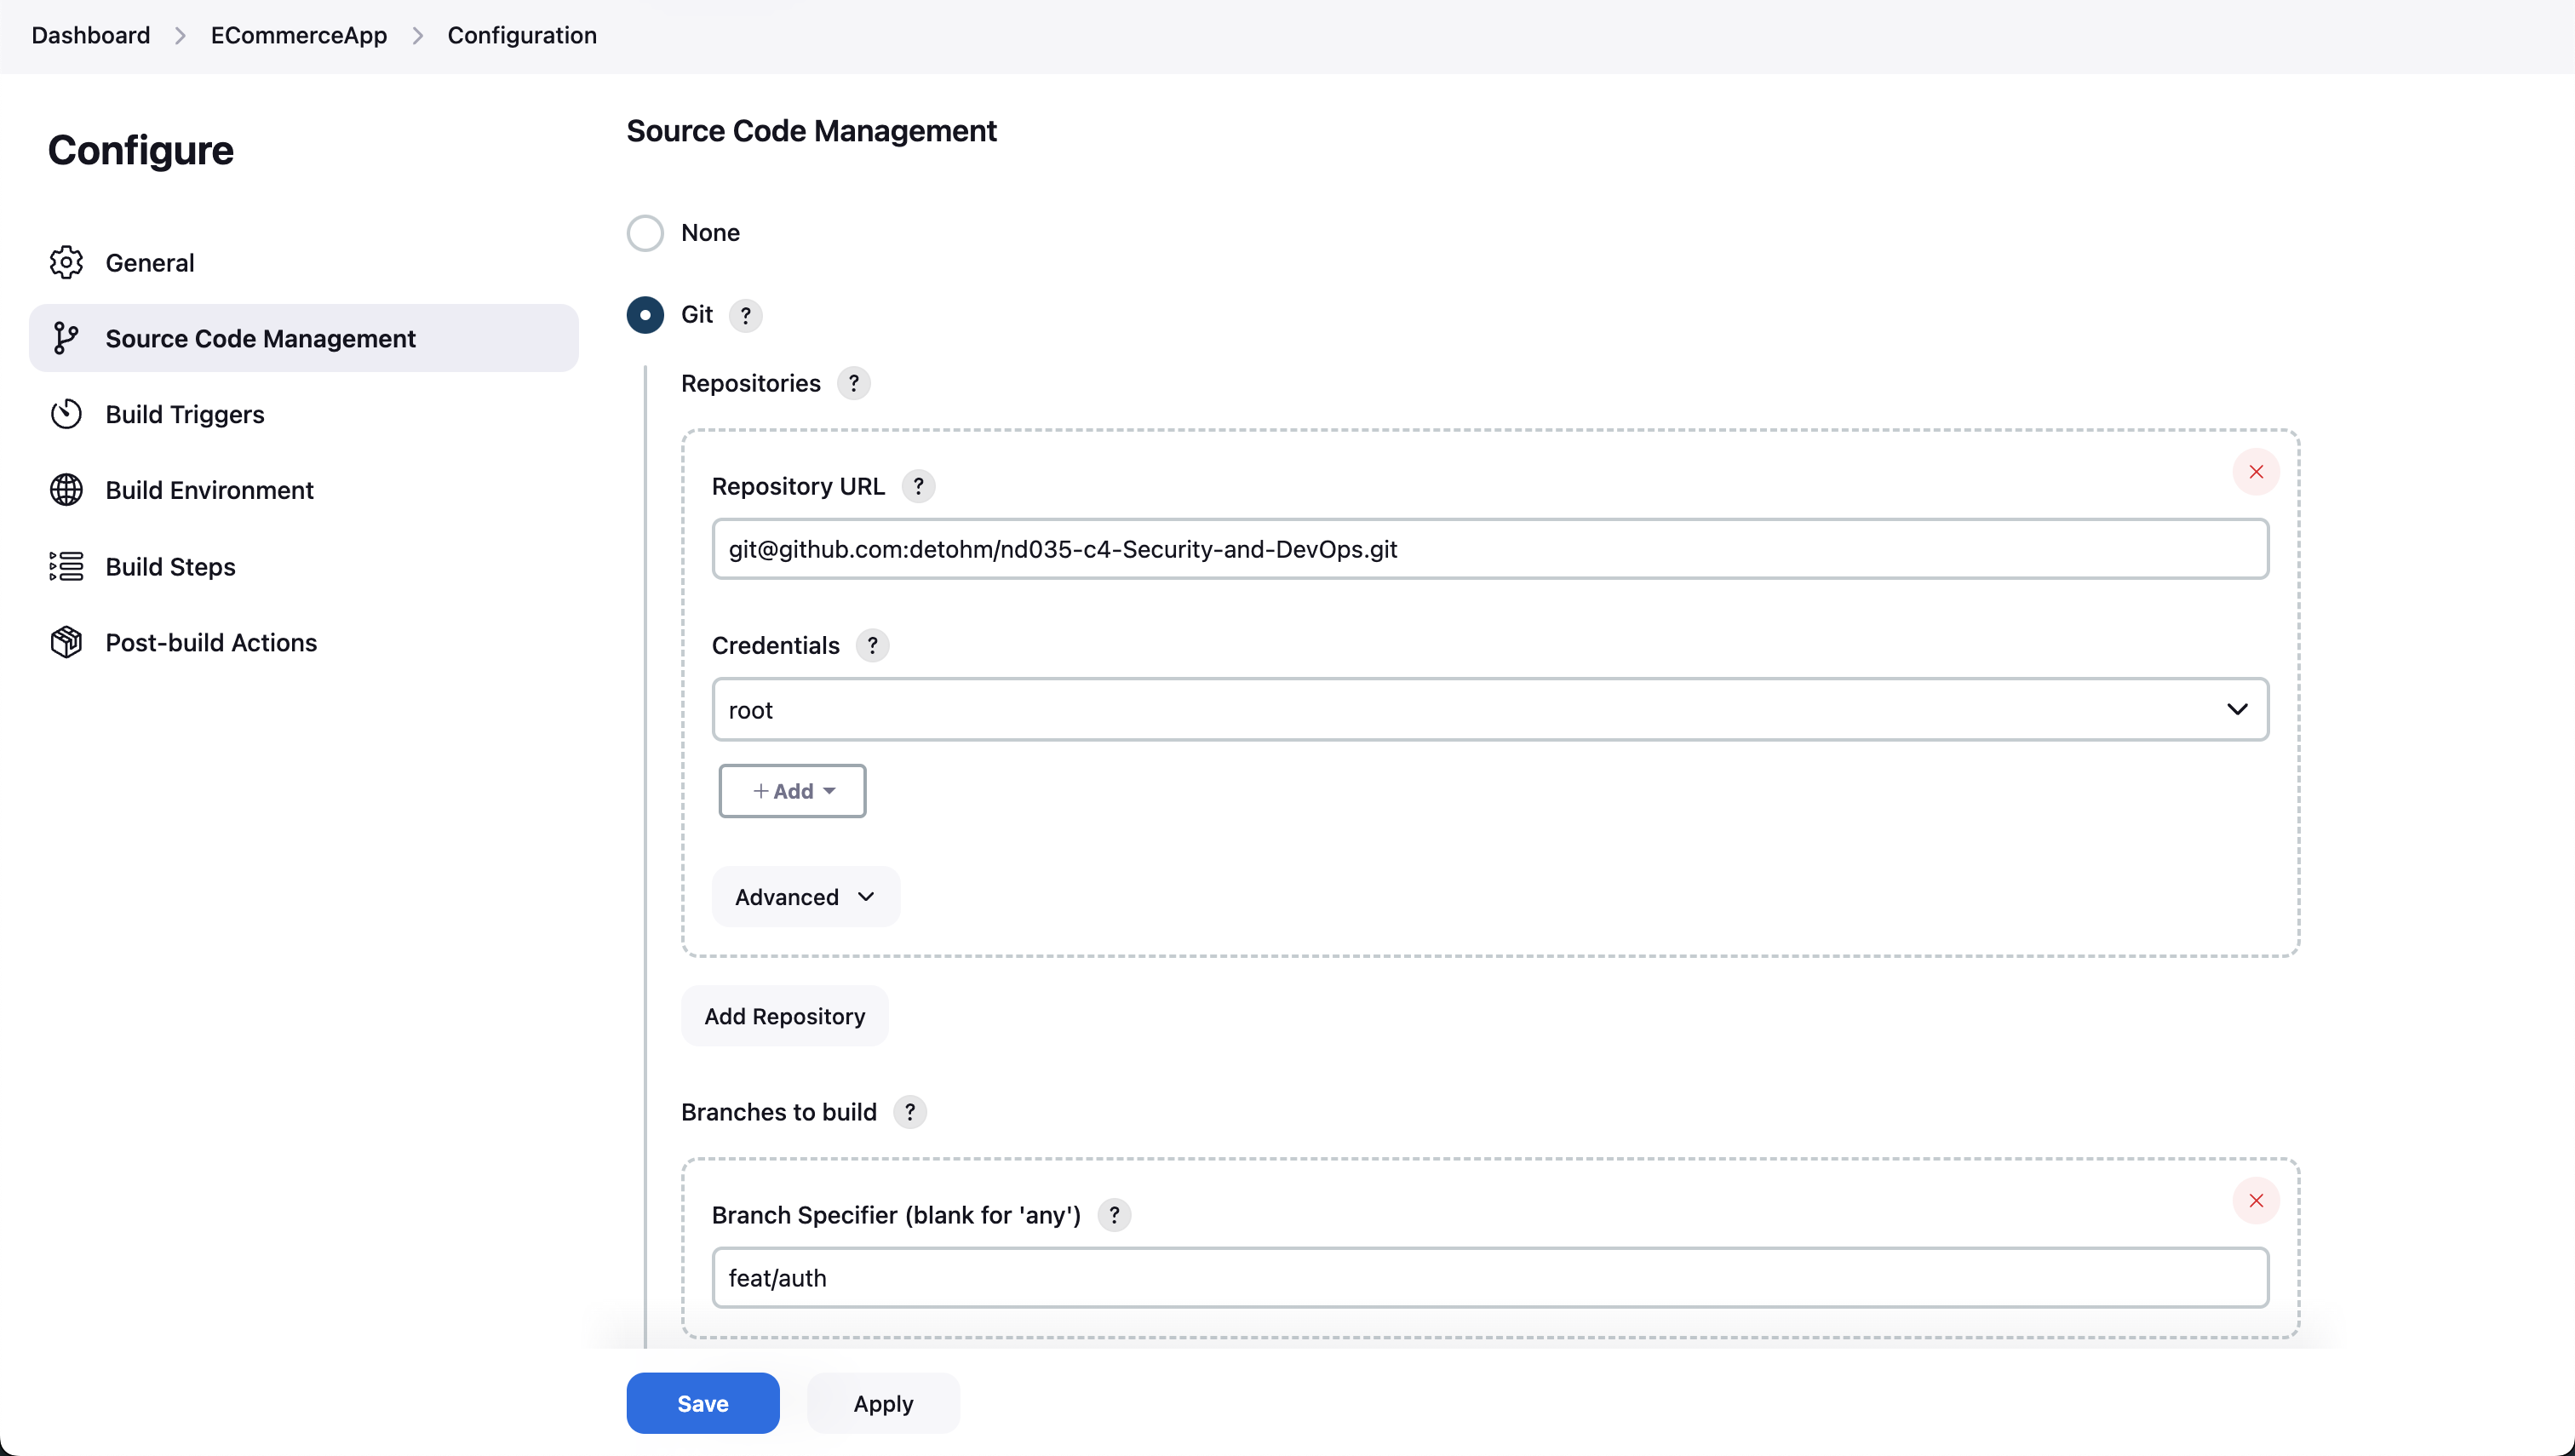 Dashboard > ECommerceApp > Configuration
Configure
General
Source Code Management
Build Triggers
Build Environment
Build Steps
Post-build Actions
Source Code Management
None
Git ?
Repositories ?
Repository URL ?
git@github.com:detohm/nd035-c4-Security-and-DevOps.git
Credentials ?
root
+ Add
Advanced
Add Repository
Branches to build ?
Branch Specifier (blank for 'any') ?
feat/auth
Save Apply